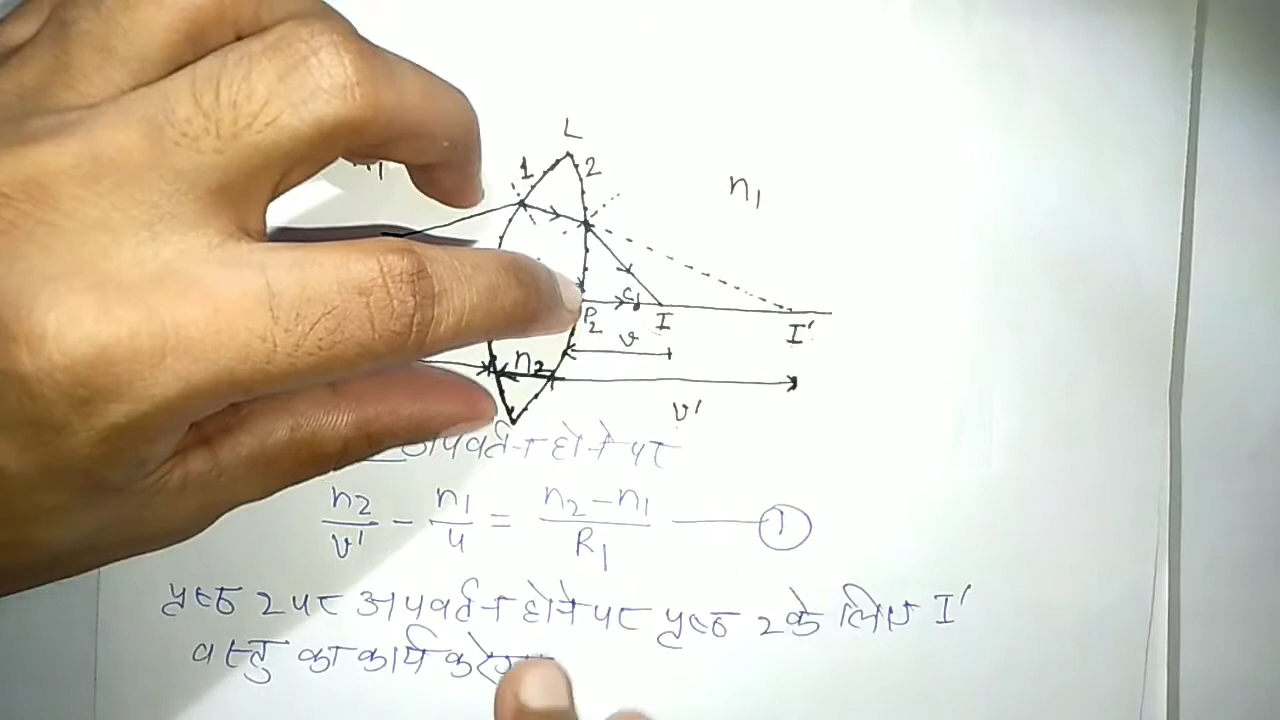 L
1 2
n₁
P₂ I I'
v
n₂
v'
अपवर्तन होने पर
n₂/v' - n₁/u = (n₂-n₁)/R₁ — ①
पृष्ठ 2 पर अपवर्तन होने पर पृष्ठ 2 के लिए I'
वस्तु का कार्य